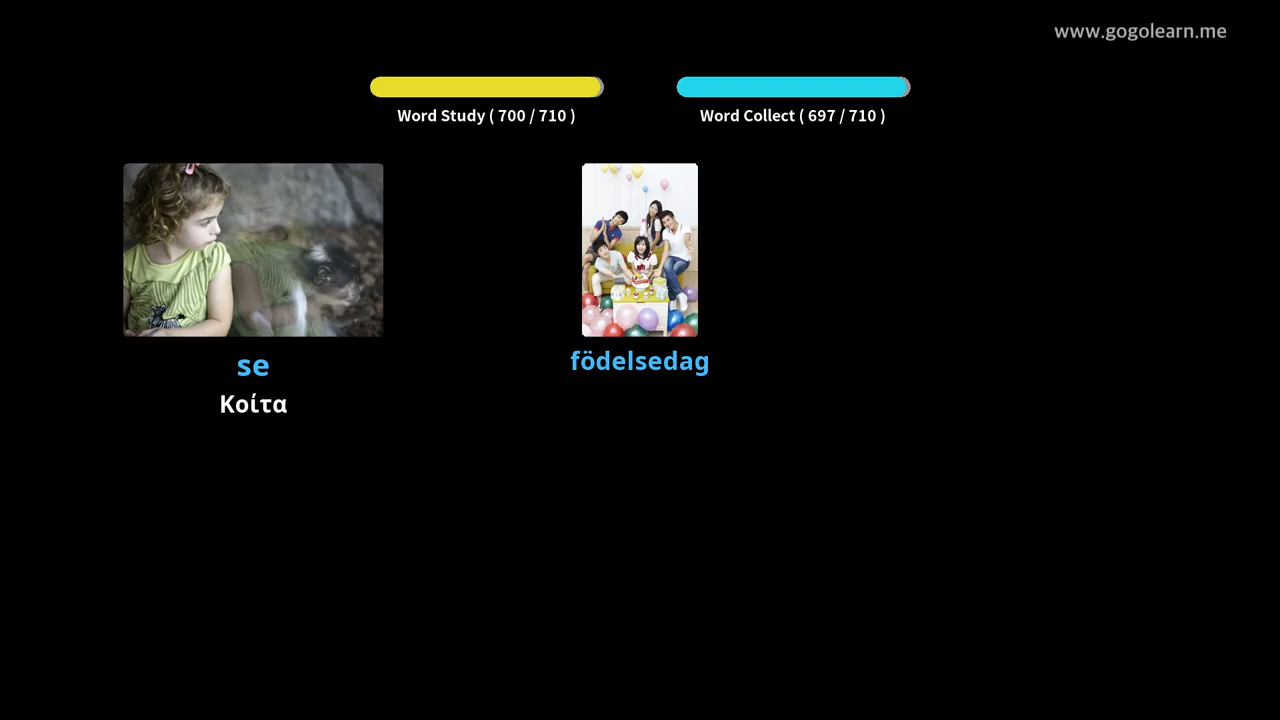 www.gogolearn.me
Word Study ( 700 / 710 )
Word Collect ( 697 / 710 )
se
Κοίτα
födelsedag